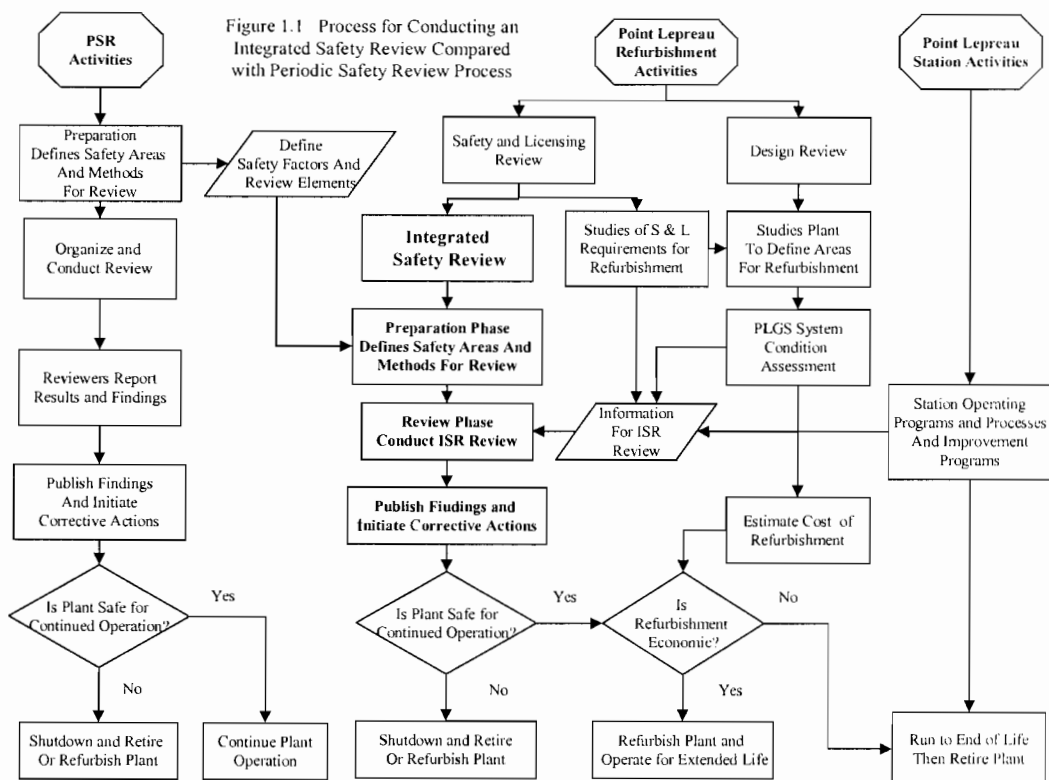 Figure 1.1 Process for Conducting an
Integrated Safety Review Compared
with Periodic Safety Review Process
PSR
Activities
Preparation
Defines Safety Areas
And Methods
For Review
Define
Safety Factors And
Review Elements
Organize and
Conduct Review
Reviewers Report
Results and Findings
Publish Findings
And Initiate
Corrective Actions
Is Plant Safe for
Continued Operation?
Yes
No
Shutdown and Retire
Or Refurbish Plant
Continue Plant
Operation
Point Lepreau
Refurbishment
Activities
Safety and Licensing
Review
Design Review
Integrated
Safety Review
Studies of S & L
Requirements for
Refurbishment
Studies Plant
To Define Areas
For Refurbishment
Preparation Phase
Defines Safety Areas And
Methods For Review
PLGS System
Condition
Assessment
Review Phase
Conduct ISR Review
Information
For ISR
Review
Publish Fiudings and
Initiate Corrective Actions
Estimate Cost of
Refurbishment
Is Plant Safe for
Continued Operation?
Yes
No
Is
Refurbishment
Economic?
No
Yes
Shutdown and Retire
Or Refurbish Plant
Refurbish Plant and
Operate for Extended Life
Point Lepreau
Station Activities
Station Operating
Programs and Processes
And Improvement
Programs
Run to End of Life
Then Retire Plant